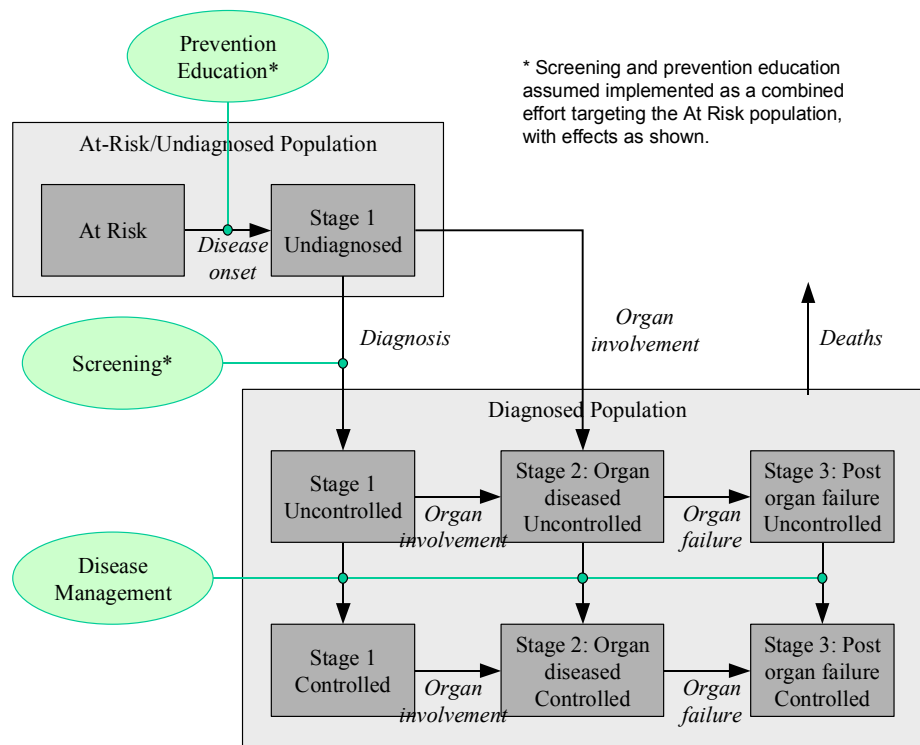 Prevention
Education*
* Screening and prevention education
assumed implemented as a combined
effort targeting the At Risk population,
with effects as shown.
At-Risk/Undiagnosed Population
At Risk
Stage 1
Undiagnosed
Disease
onset
Screening*
Diagnosis
Organ
involvement
Deaths
Diagnosed Population
Stage 1
Uncontrolled
Organ
involvement
Stage 2: Organ
diseased
Uncontrolled
Organ
failure
Stage 3: Post
organ failure
Uncontrolled
Disease
Management
Stage 1
Controlled
Organ
involvement
Stage 2: Organ
diseased
Controlled
Organ
failure
Stage 3: Post
organ failure
Controlled